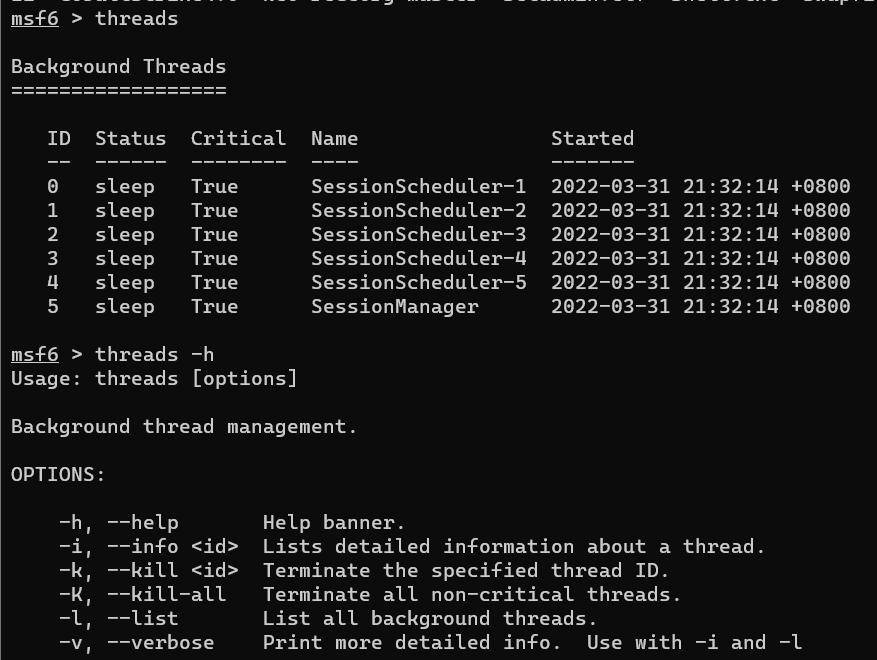 msf6 > threads

Background Threads
==================

   ID  Status  Critical  Name                Started
   --  ------  --------  ----                -------
   0   sleep   True      SessionScheduler-1  2022-03-31 21:32:14 +0800
   1   sleep   True      SessionScheduler-2  2022-03-31 21:32:14 +0800
   2   sleep   True      SessionScheduler-3  2022-03-31 21:32:14 +0800
   3   sleep   True      SessionScheduler-4  2022-03-31 21:32:14 +0800
   4   sleep   True      SessionScheduler-5  2022-03-31 21:32:14 +0800
   5   sleep   True      SessionManager      2022-03-31 21:32:14 +0800

msf6 > threads -h
Usage: threads [options]

Background thread management.

OPTIONS:

    -h, --help       Help banner.
    -i, --info <id>  Lists detailed information about a thread.
    -k, --kill <id>  Terminate the specified thread ID.
    -K, --kill-all   Terminate all non-critical threads.
    -l, --list       List all background threads.
    -v, --verbose    Print more detailed info.  Use with -i and -l